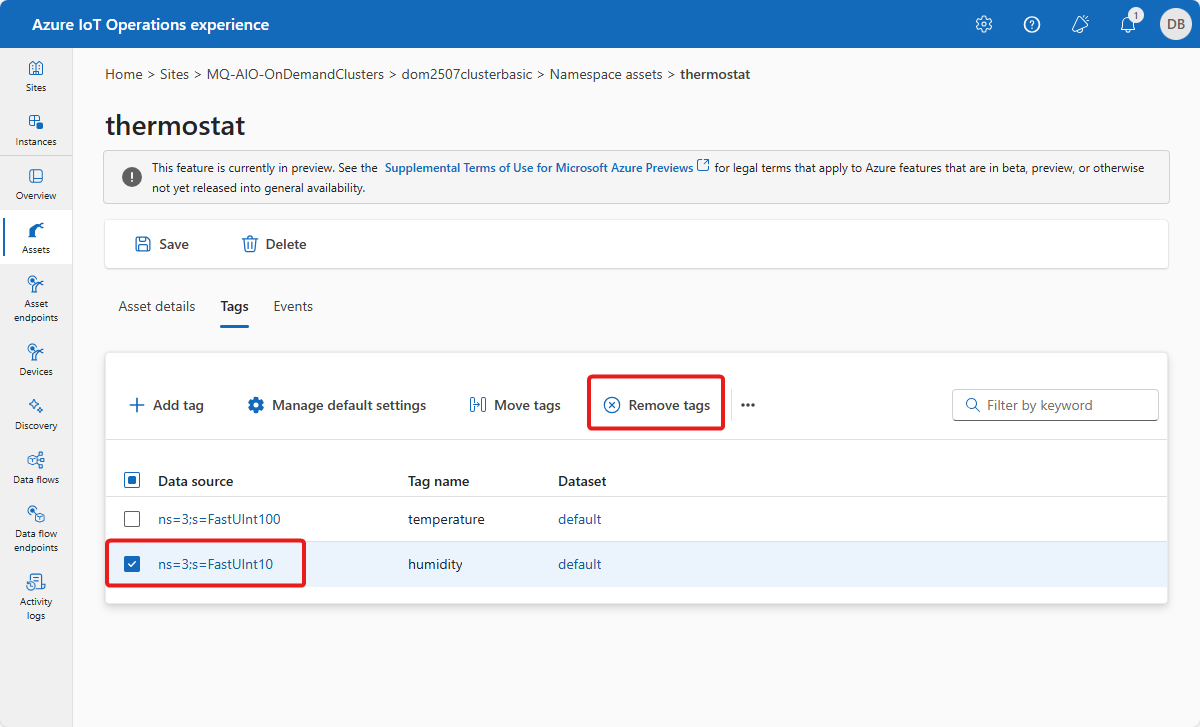 Azure IoT Operations experience
1
DB
Sites
Instances
Overview
Assets
Asset
endpoints
Devices
Discovery
Data flows
Data flow
endpoints
Activity
logs
Home > Sites > MQ-AIO-OnDemandClusters > dom2507clusterbasic > Namespace assets > thermostat
thermostat
This feature is currently in preview. See the Supplemental Terms of Use for Microsoft Azure Previews for legal terms that apply to Azure features that are in beta, preview, or otherwise
not yet released into general availability.
Save Delete
Asset details Tags Events
Add tag Manage default settings Move tags Remove tags ••• Filter by keyword
Data source Tag name Dataset
ns=3;s=FastUInt100 temperature default
ns=3;s=FastUInt10 humidity default